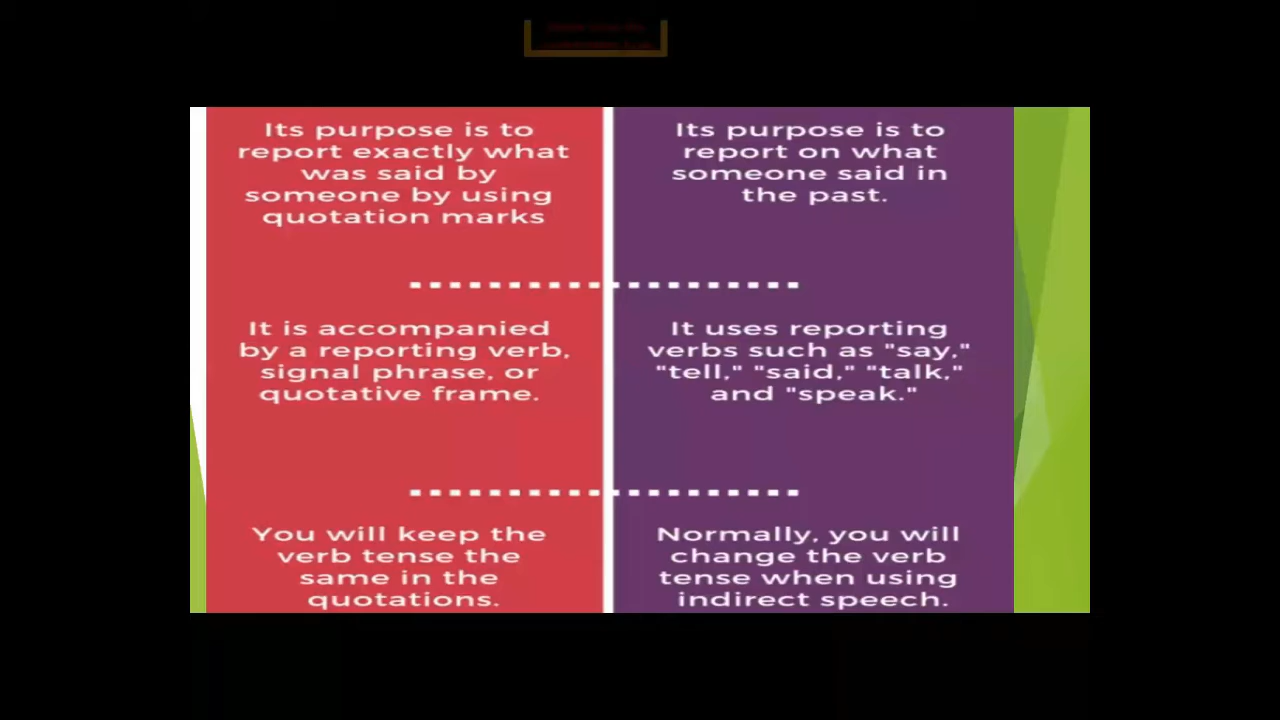 Its purpose is to
report exactly what
was said by
someone by using
quotation marks
It is accompanied
by a reporting verb,
signal phrase, or
quotative frame.
You will keep the
verb tense the
same in the
quotations.
Its purpose is to
report on what
someone said in
the past.
It uses reporting
verbs such as "say,"
"tell," "said," "talk,"
and "speak."
Normally, you will
change the verb
tense when using
indirect speech.